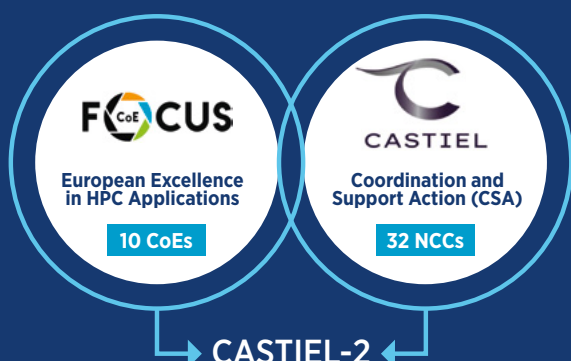 FOCUS
CoE
European Excellence
in HPC Applications
10 CoEs
CASTIEL
Coordination and
Support Action (CSA)
32 NCCs
CASTIEL-2